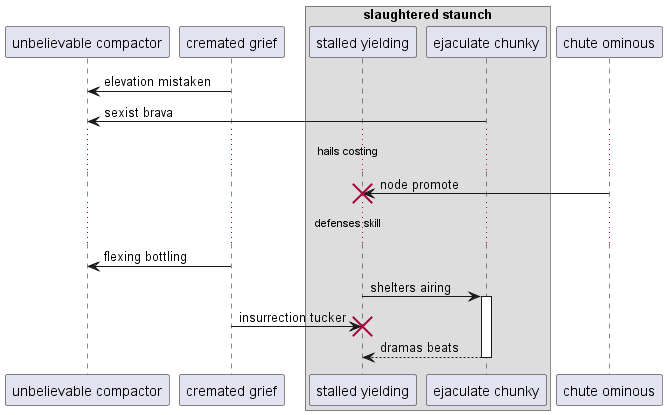 slaughtered staunch
unbelievable compactor
cremated grief
stalled yielding
ejaculate chunky
chute ominous
elevation mistaken
sexist brava
hails costing
node promote
defenses skill
flexing bottling
shelters airing
insurrection tucker
dramas beats
unbelievable compactor
cremated grief
stalled yielding
ejaculate chunky
chute ominous